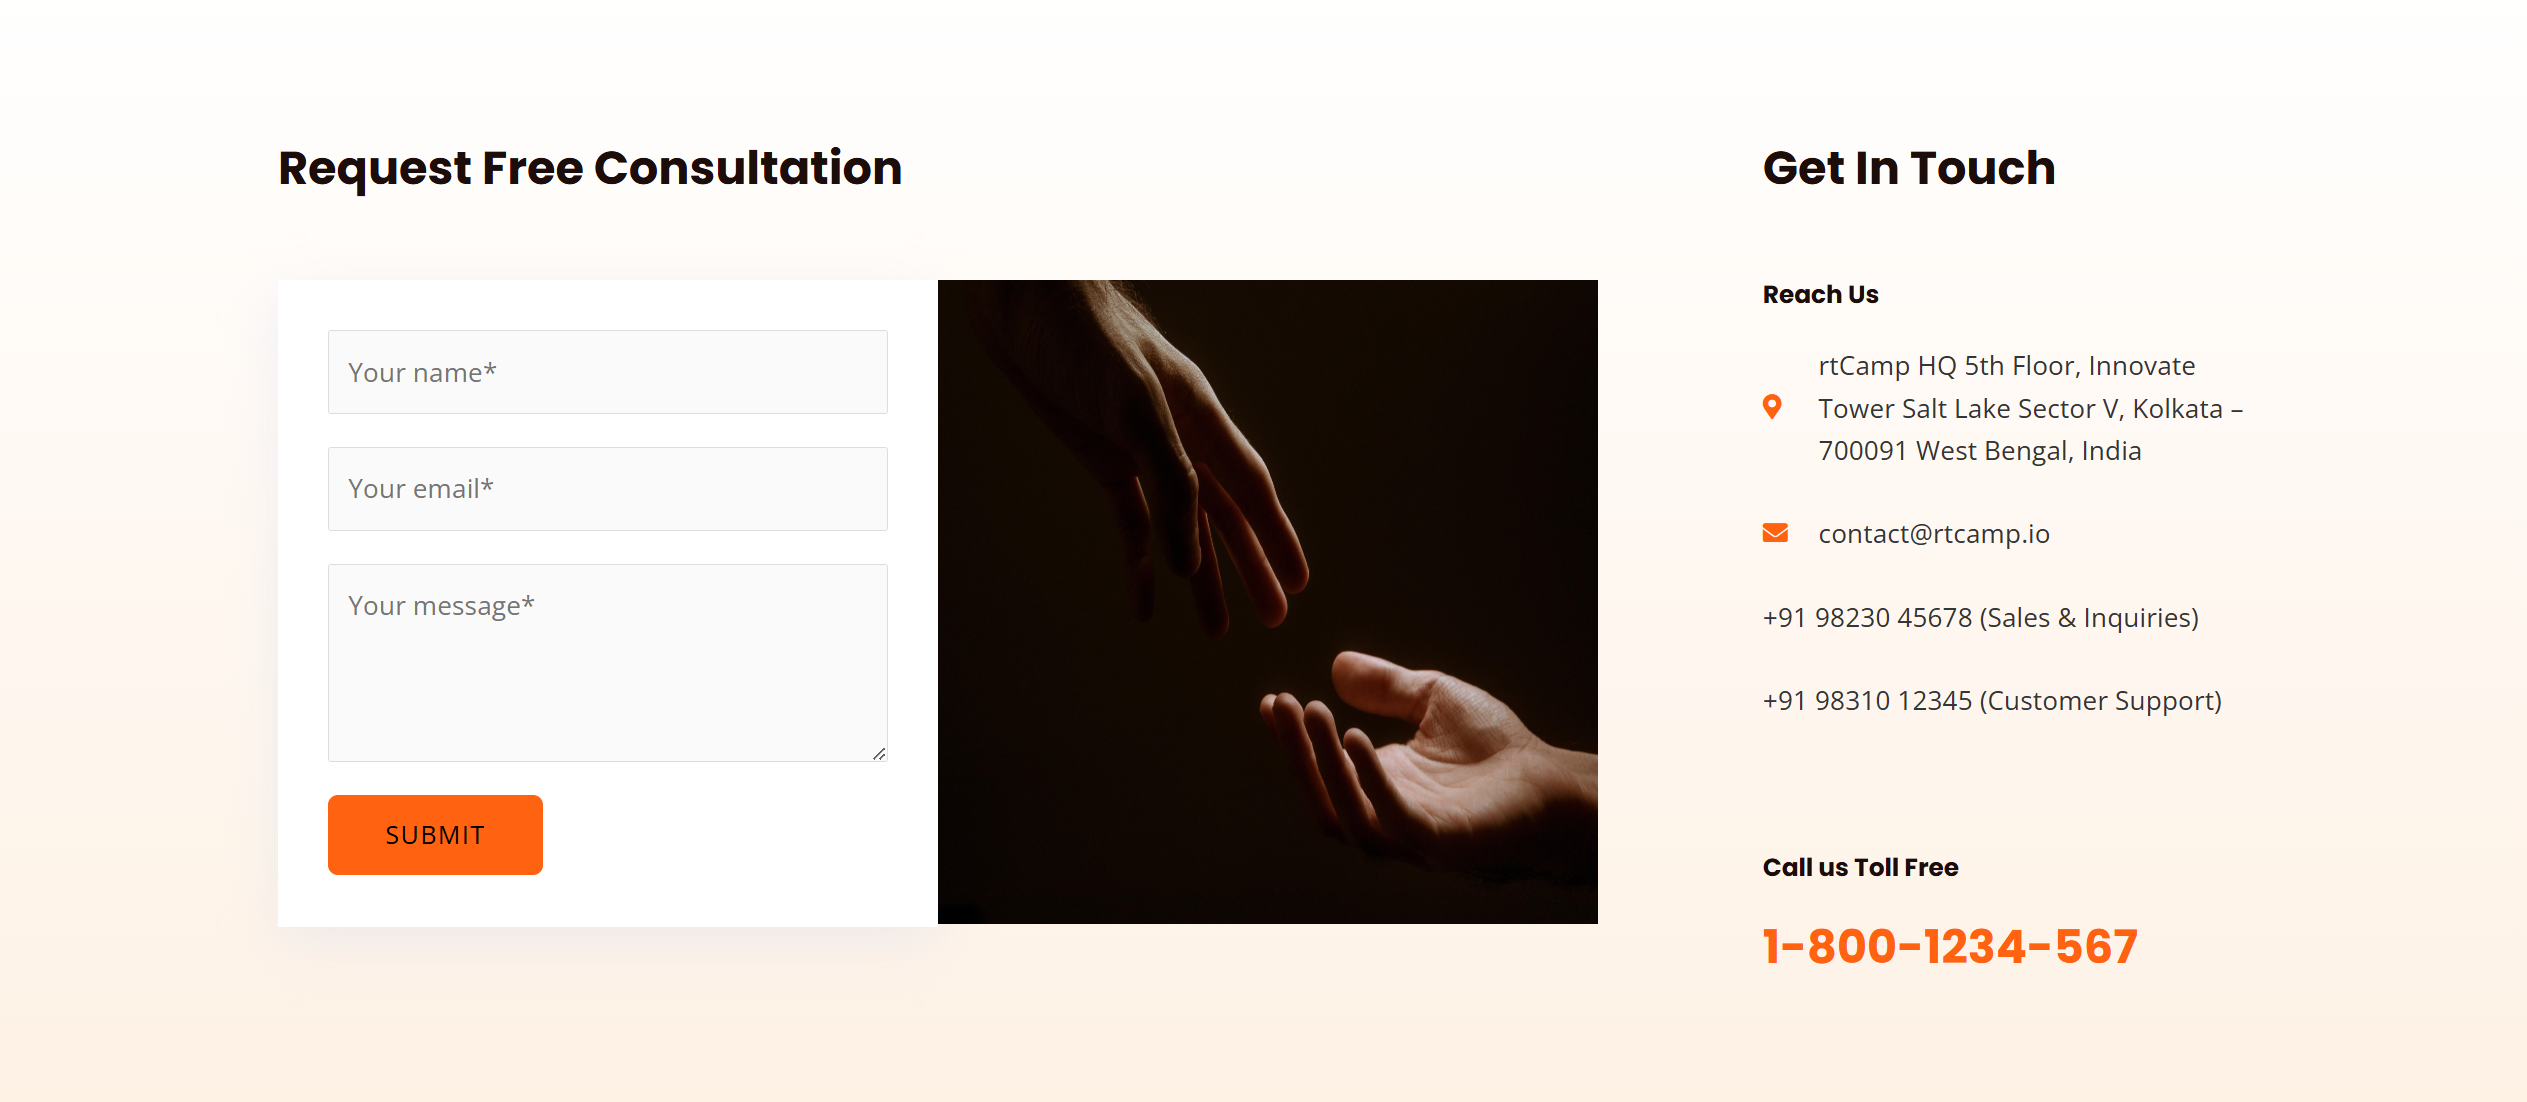 Request Free Consultation
Your name*
Your email*
Your message*
SUBMIT
Get In Touch
Reach Us
rtCamp HQ 5th Floor, Innovate
Tower Salt Lake Sector V, Kolkata –
700091 West Bengal, India
contact@rtcamp.io
+91 98230 45678 (Sales & Inquiries)
+91 98310 12345 (Customer Support)
Call us Toll Free
1-800-1234-567